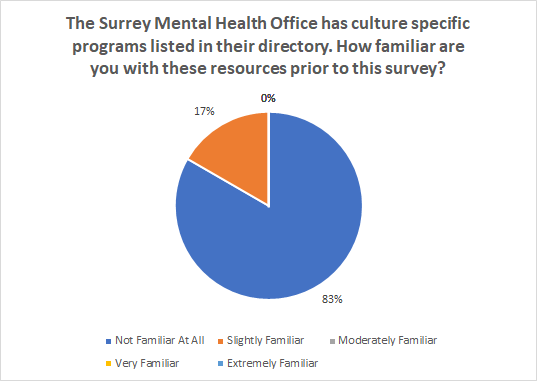 The Surrey Mental Health Office has culture specific
programs listed in their directory. How familiar are
you with these resources prior to this survey?
0%
17%
83%
Not Familiar At All Slightly Familiar Moderately Familiar
Very Familiar Extremely Familiar